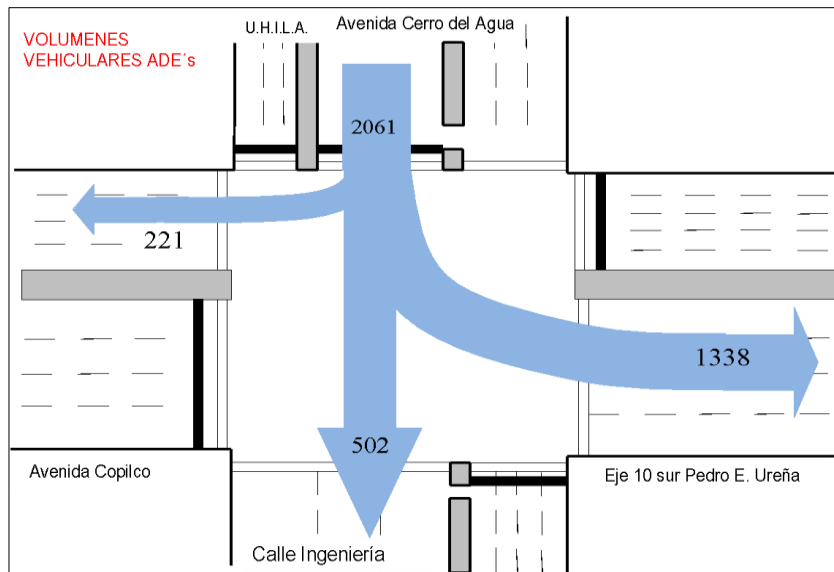 U.H.I.L.A.
Avenida Cerro del Agua
VOLUMENES
VEHICULARES ADE´s
2061
221
1338
502
Avenida Copilco
Eje 10 sur Pedro E. Ureña
Calle Ingeniería